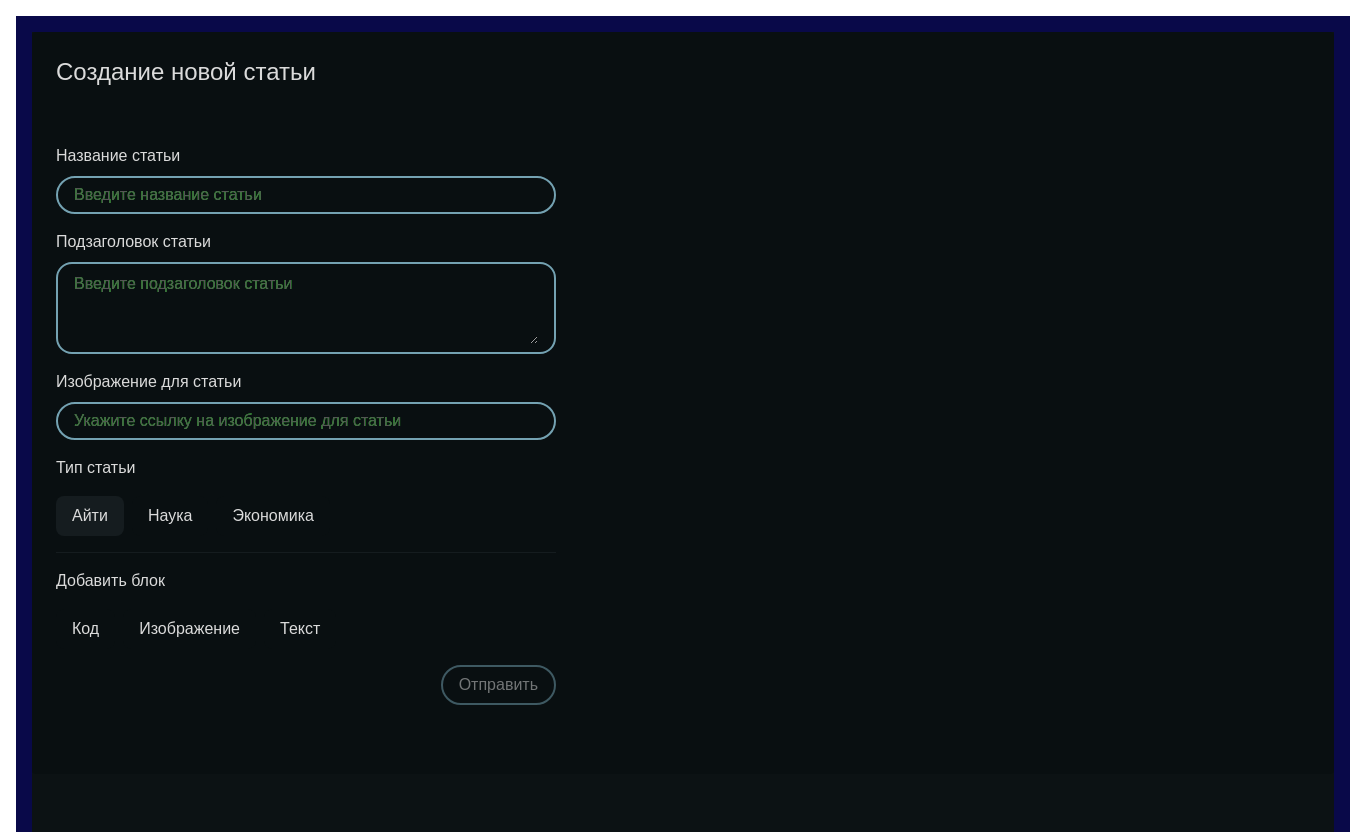 Создание новой статьи
Название статьи
Введите название статьи
Подзаголовок статьи
Введите подзаголовок статьи
Изображение для статьи
Укажите ссылку на изображение для статьи
Тип статьи
Айти Наука Экономика
Добавить блок
Код Изображение Текст
Отправить